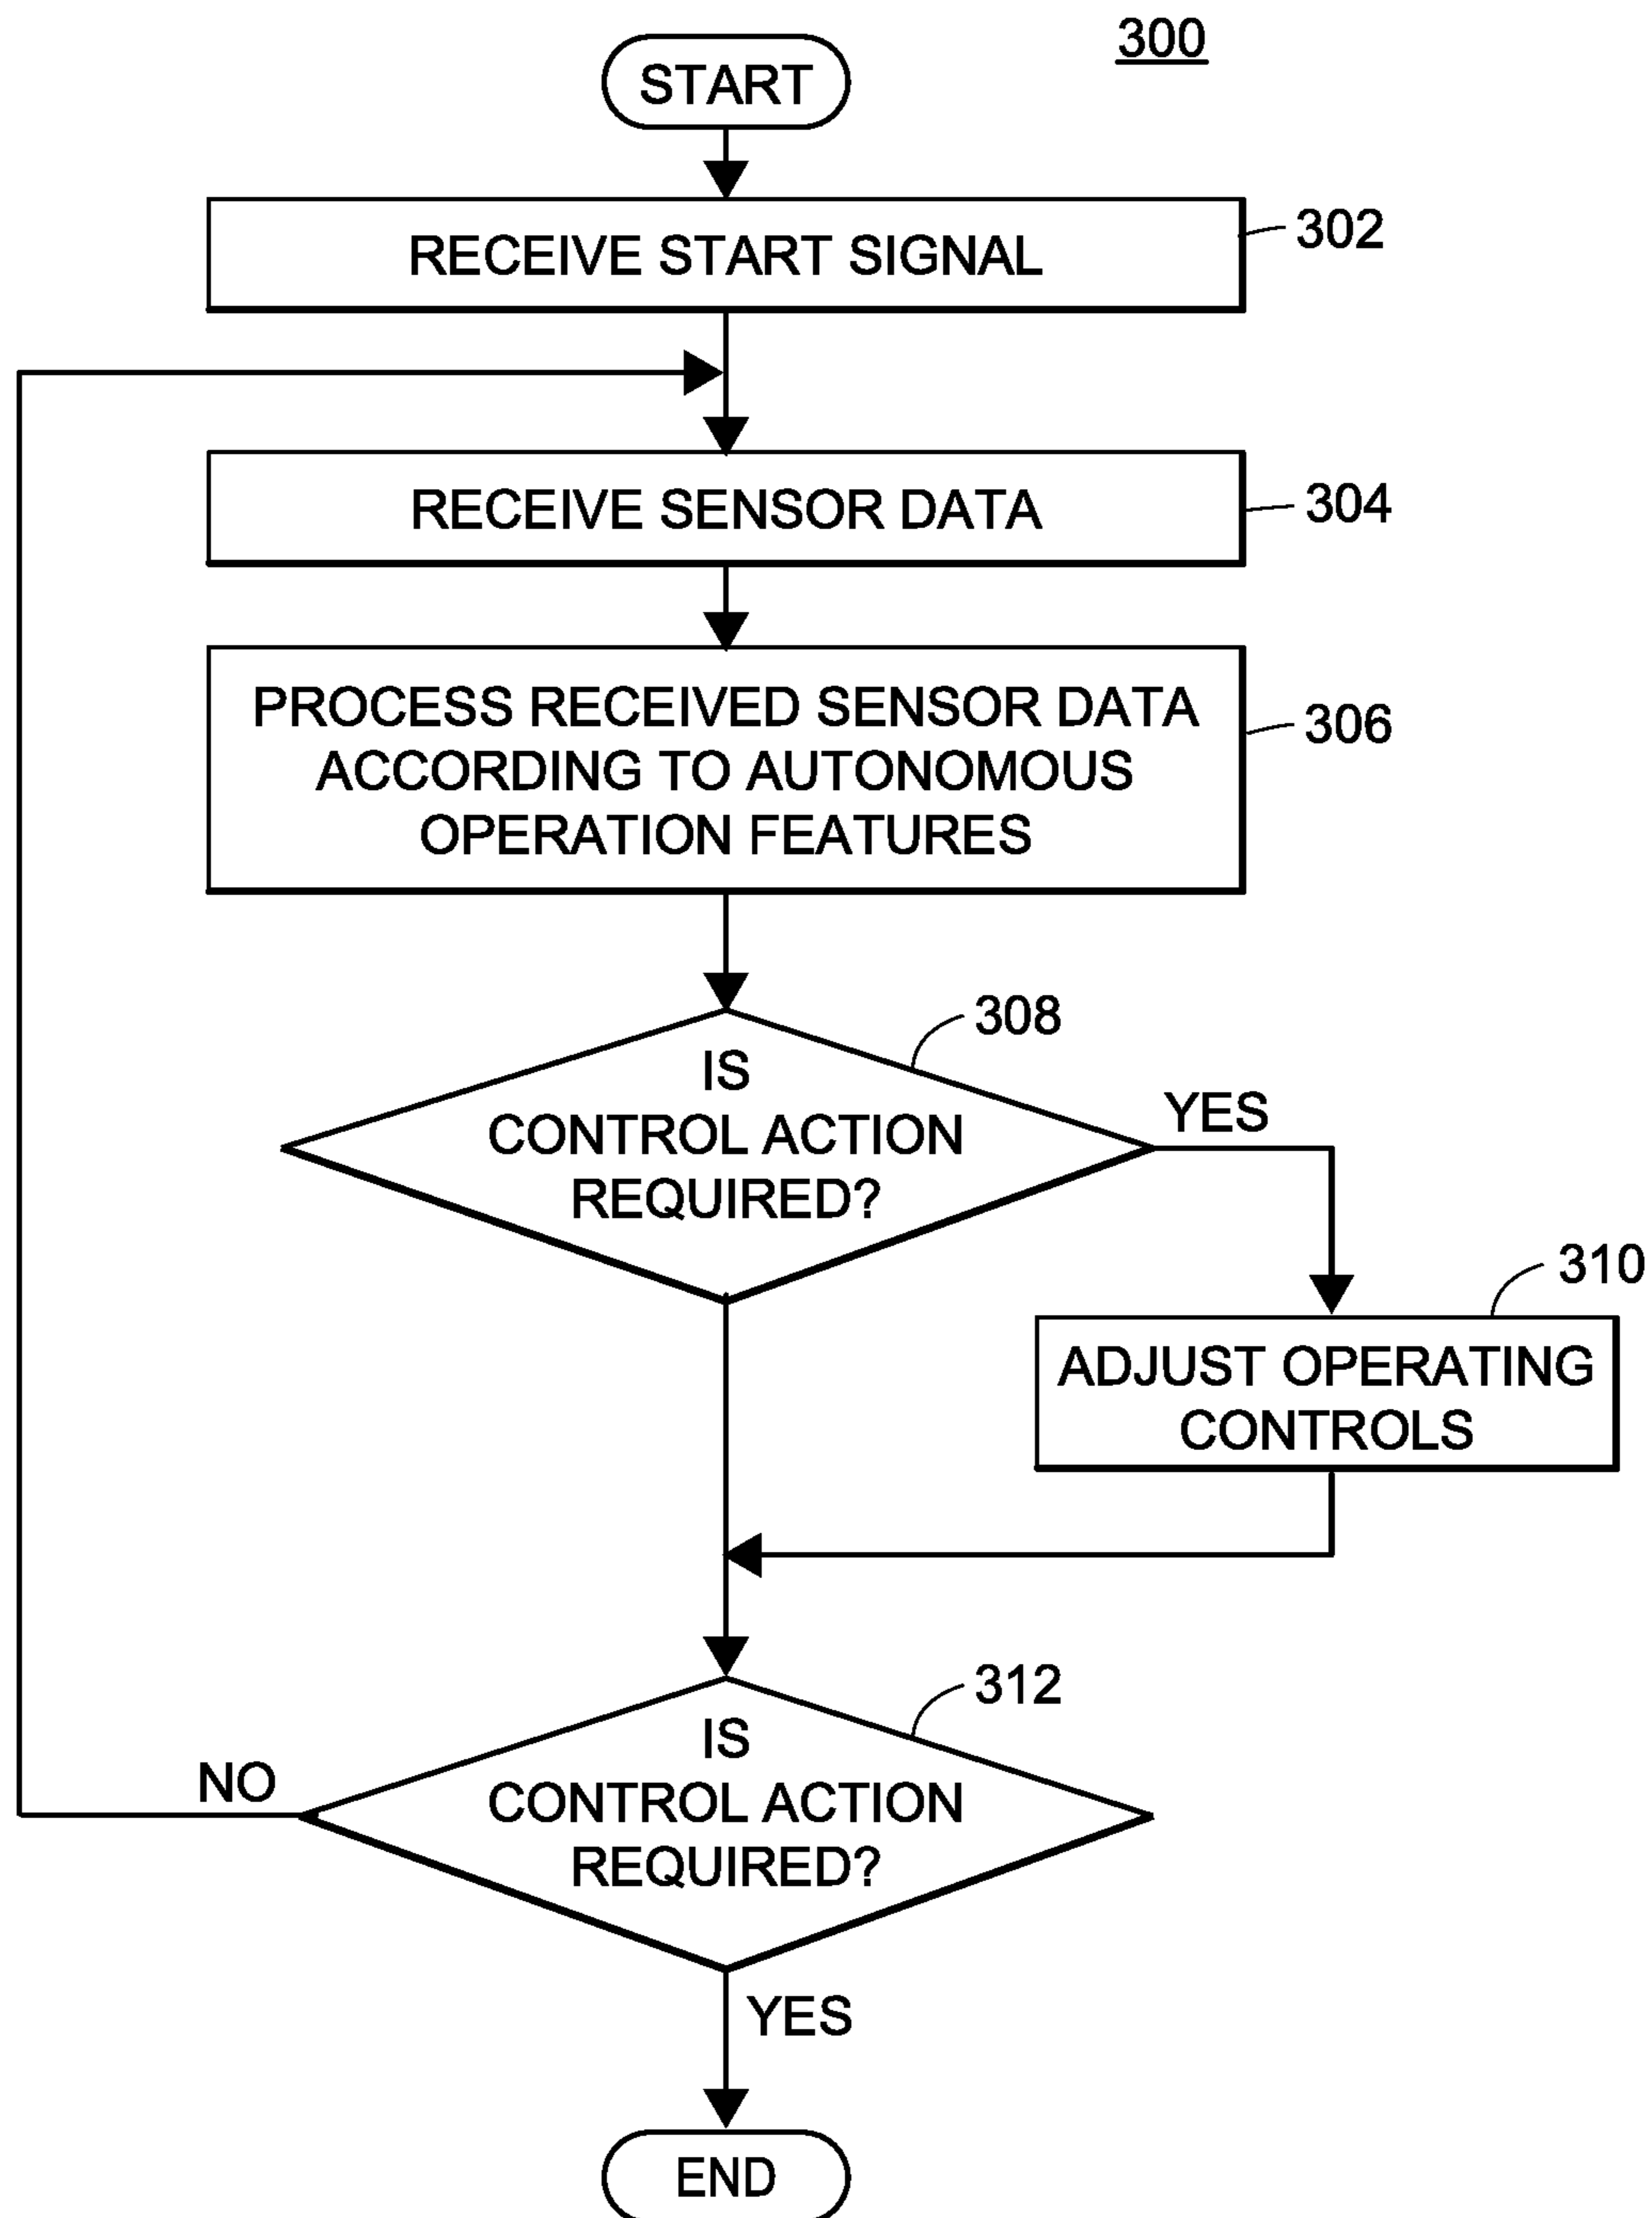 300
START
RECEIVE START SIGNAL
302
RECEIVE SENSOR DATA
304
PROCESS RECEIVED SENSOR DATA
ACCORDING TO AUTONOMOUS
OPERATION FEATURES
306
308
IS
CONTROL ACTION
REQUIRED?
YES
310
ADJUST OPERATING
CONTROLS
312
IS
CONTROL ACTION
REQUIRED?
NO
YES
END